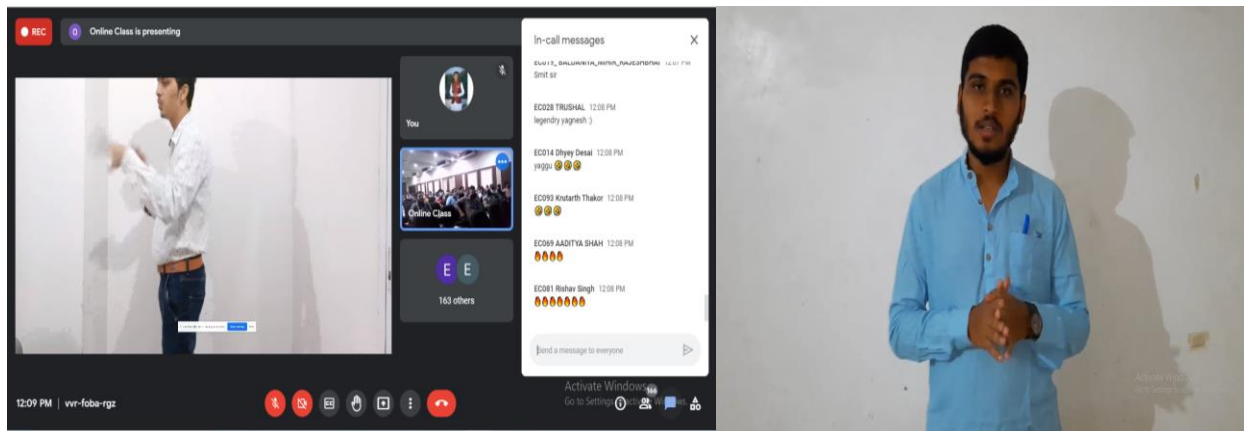 REC
O Online Class is presenting
In-call messages
Smit sir
You
EC028 TRUSHAL 12:08 PM
legendry yagnesh :)
EC014 Dhyey Desai 12:08 PM
yaggu 🤣🤣🤣
Online Class
EC093 Krutarth Thakor 12:08 PM
🤣🤣🤣
EC069 AADITYA SHAH 12:08 PM
🔥🔥🔥🔥
E E
163 others
EC081 Rishav Singh 12:08 PM
🔥🔥🔥🔥🔥🔥🔥
Send a message to everyone
12:09 PM | vvr-foba-rgz
Activate Windows
Go to Settings
166
Activate